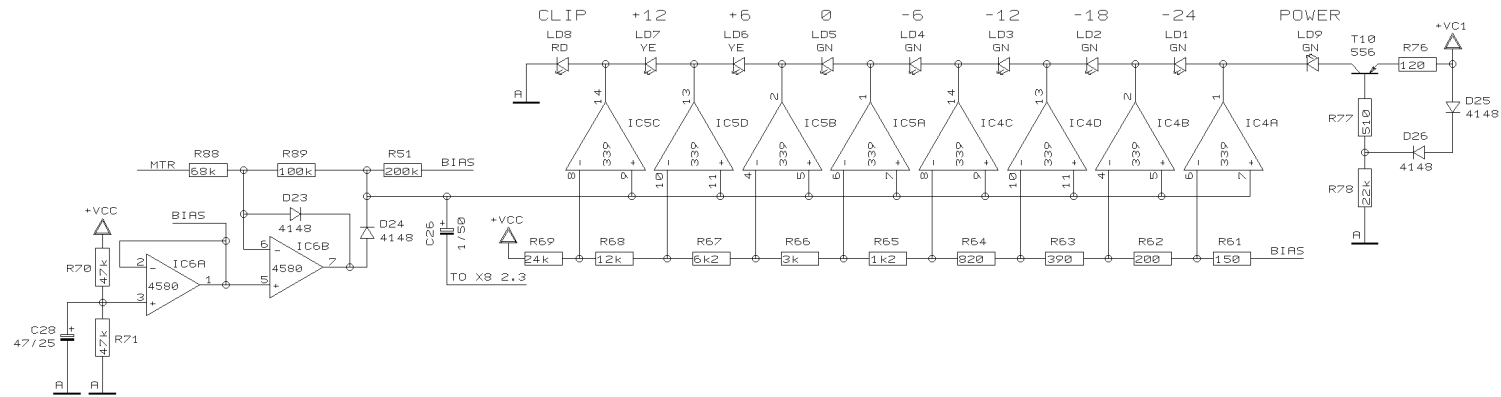 CLIP +12 +6 0 -6 -12 -18 -24 POWER
LD8 LD7 LD6 LD5 LD4 LD3 LD2 LD1 LD9
RD YE YE GN GN GN GN GN GN
T10
556
R76
120
+VC1
A
14 13 2 1 14 13 2 1
IC5C IC5D IC5B IC5A IC4C IC4D IC4B IC4A
339 339 339 339 339 339 339 339
- + - + - + - + - + - + - + - +
8 9 10 11 4 5 6 7 8 9 10 11 4 5 6 7
R77
510
D25
4148
D26
4148
R78
22k
A
MTR
R88
68k
R89
100k
R51
200k
BIAS
D23
4148
D24
4148
C26
+
1/50
TO X8 2.3
+VCC
BIAS
R70
47k
2 -
3 +
IC6A
4580
1
6 -
5 +
IC6B
4580
7
C28
47/25
+
R71
47k
A
A
+VCC
R69 R68 R67 R66 R65 R64 R63 R62 R61
24k 12k 6k2 3k 1k2 820 390 200 150
BIAS